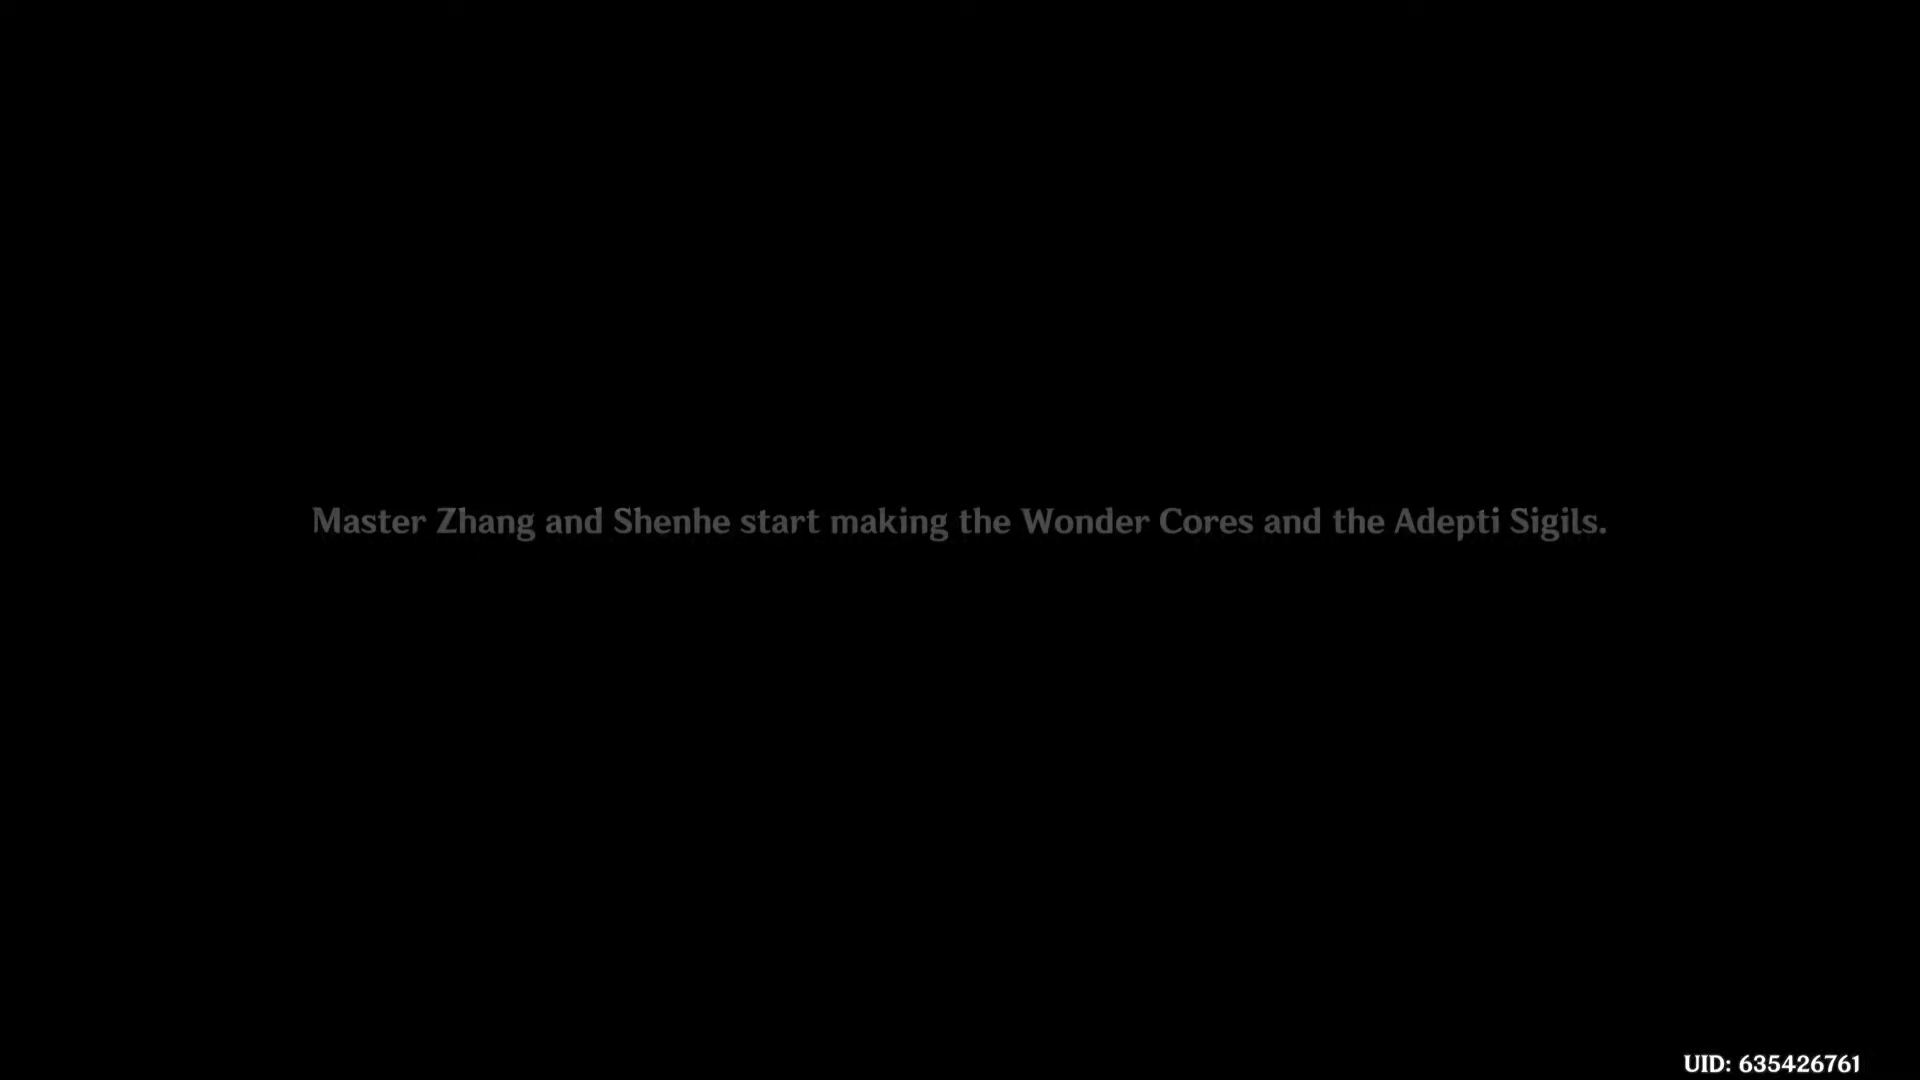 Master Zhang and Shenhe start making the Wonder Cores and the Adepti Sigils.
UID: 635426761